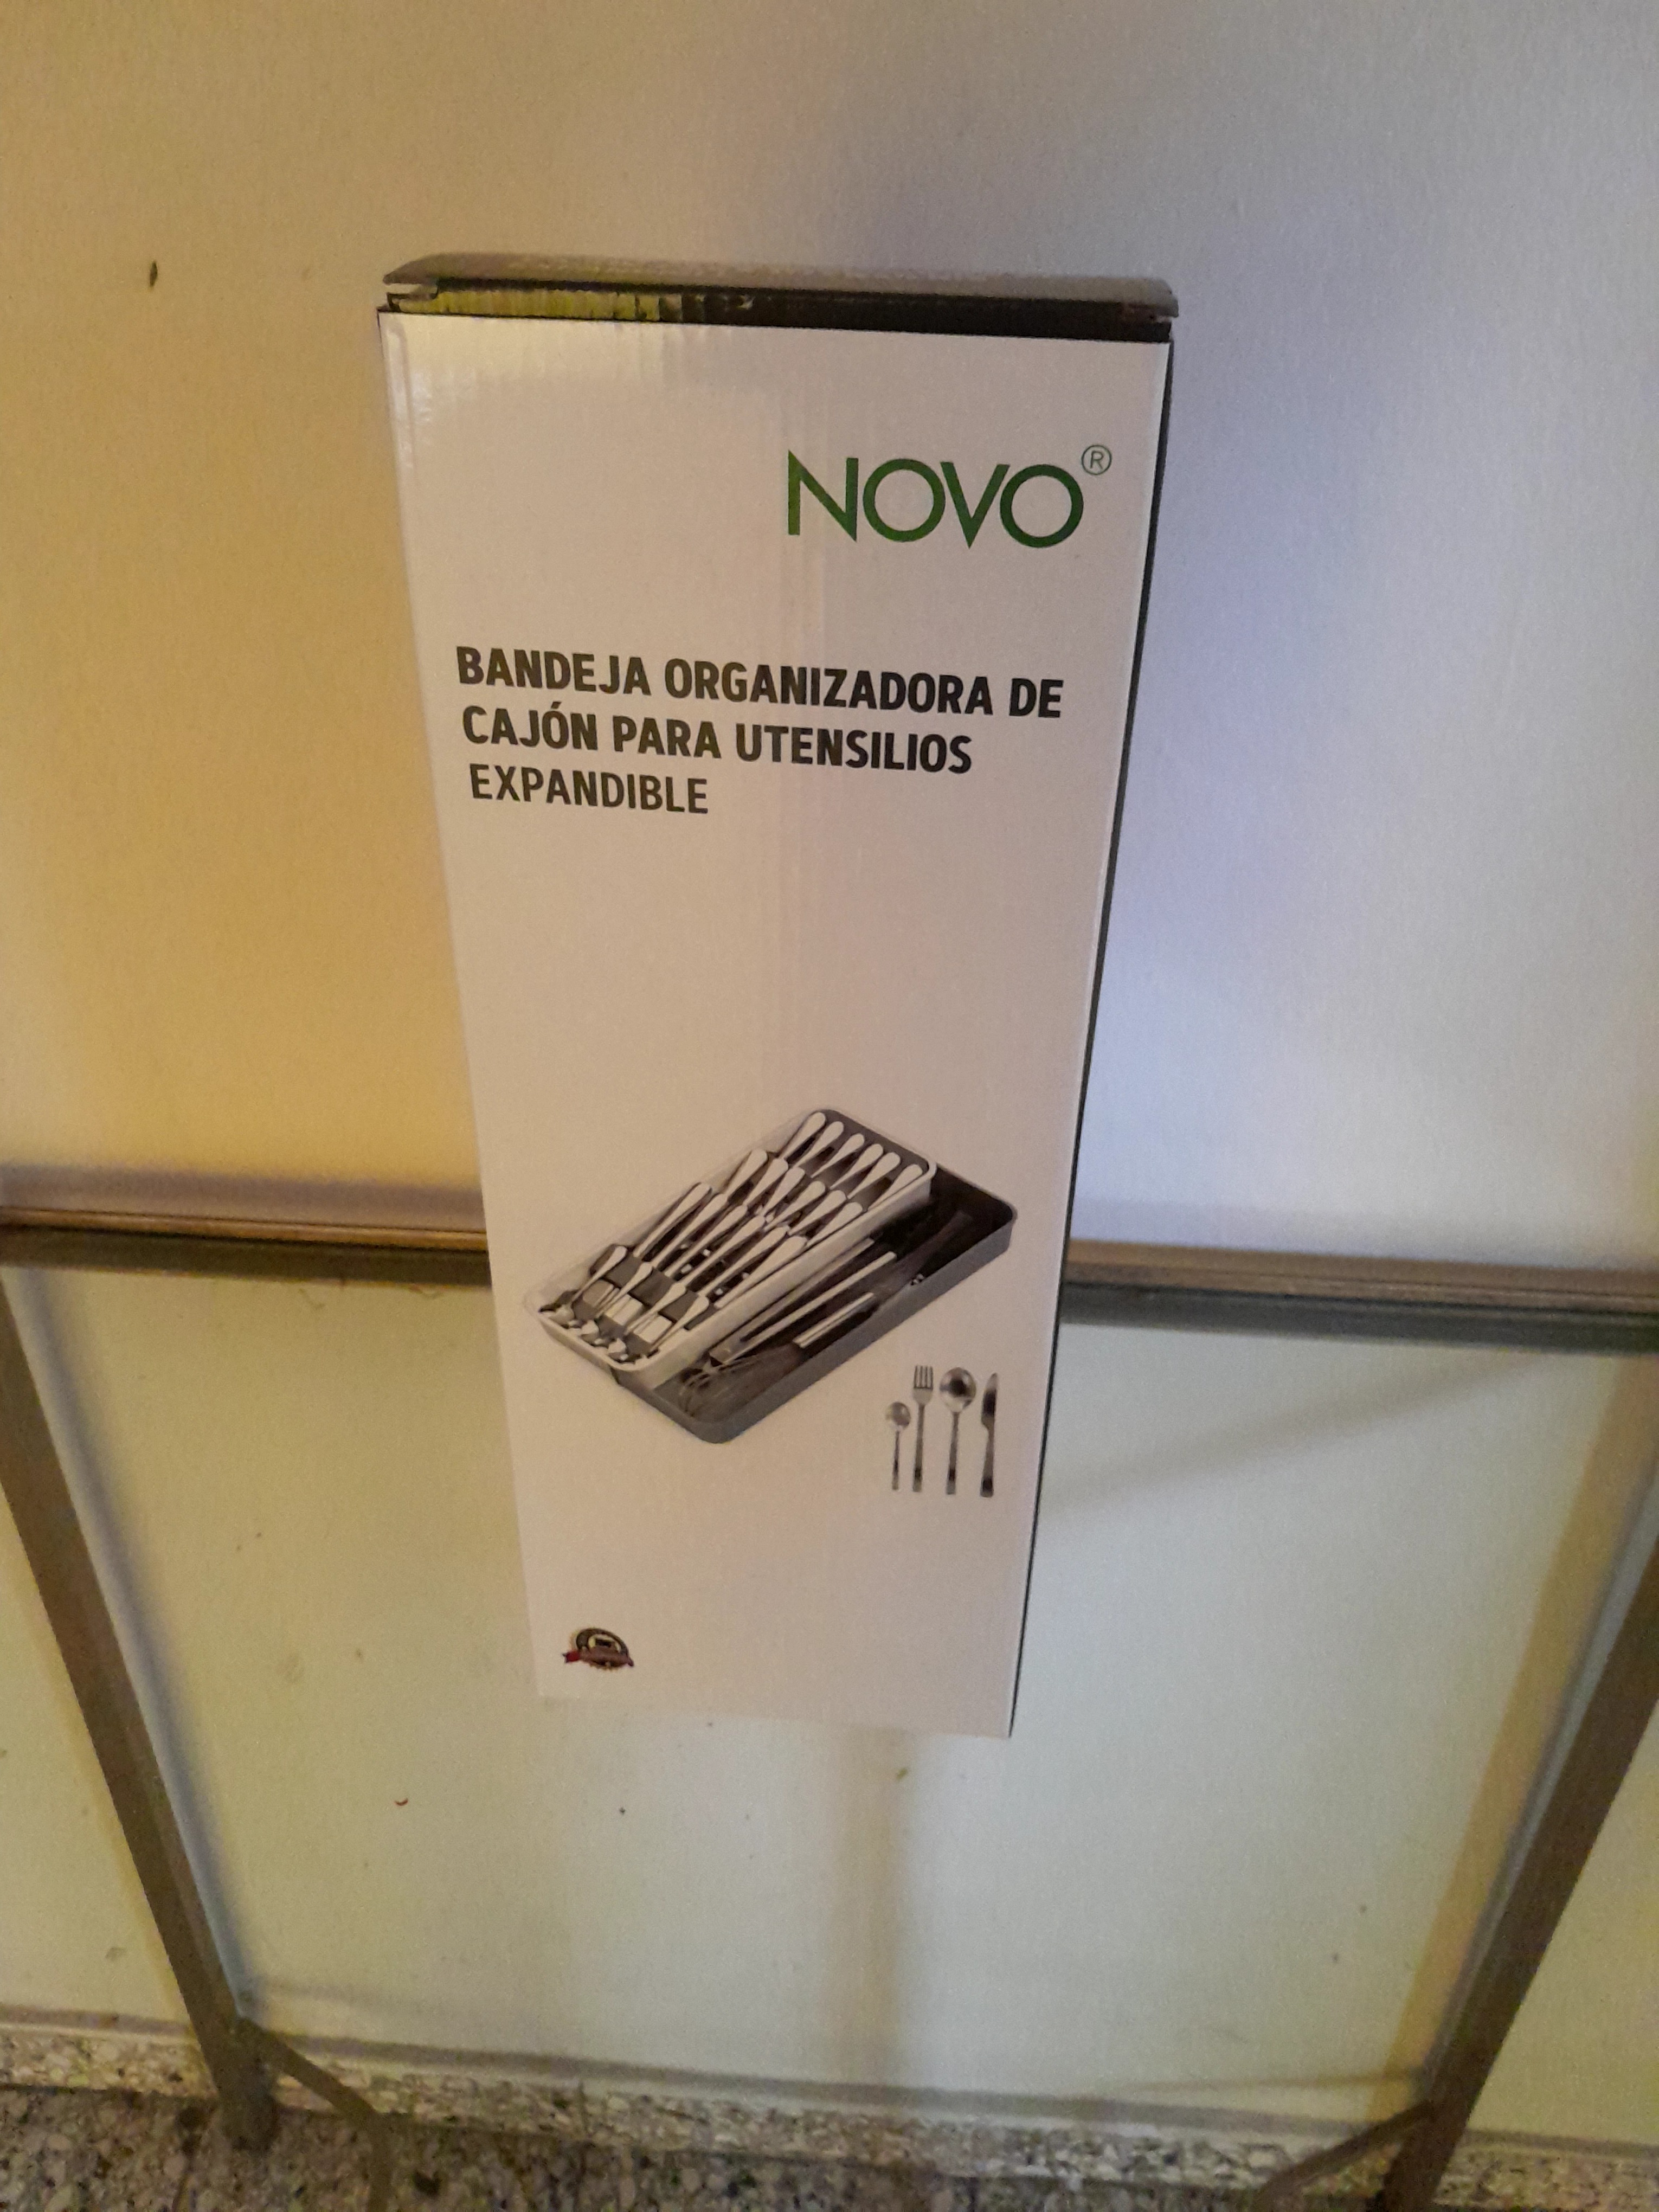 NOVO®
BANDEJA ORGANIZADORA DE
CAJÓN PARA UTENSILIOS
EXPANDIBLE